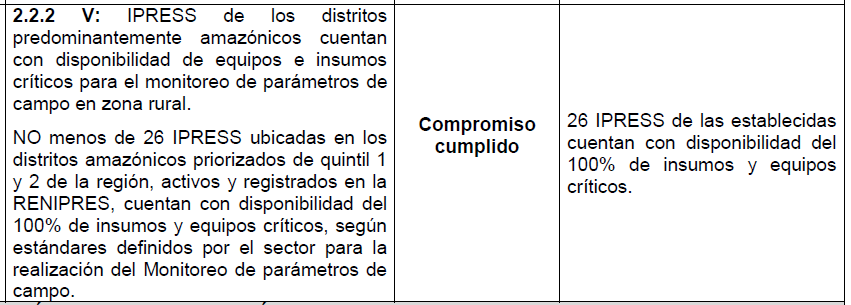 2.2.2 V: IPRESS de los distritos
predominantemente amazónicos cuentan
con disponibilidad de equipos e insumos
críticos para el monitoreo de parámetros de
campo en zona rural.
NO menos de 26 IPRESS ubicadas en los
distritos amazónicos priorizados de quintil 1
y 2 de la región, activos y registrados en la
RENIPRES, cuentan con disponibilidad del
100% de insumos y equipos críticos, según
estándares definidos por el sector para la
realización del Monitoreo de parámetros de
campo.
Compromiso
cumplido
26 IPRESS de las establecidas
cuentan con disponibilidad del
100% de insumos y equipos
críticos.